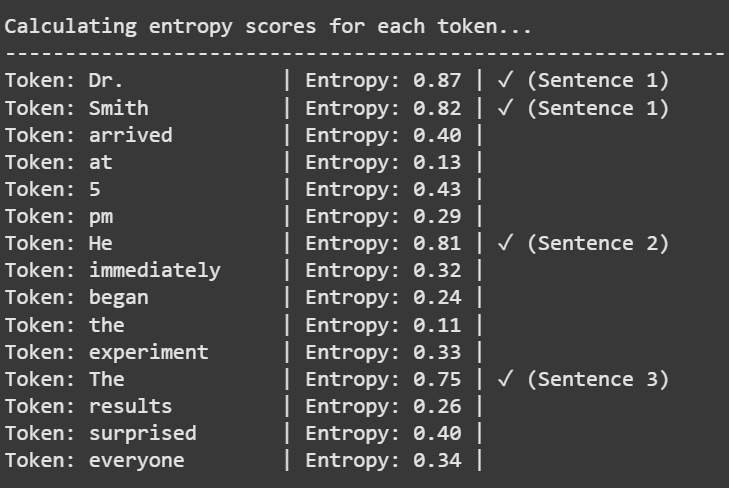 Calculating entropy scores for each token...
------------------------------------------------------------
Token: Dr.             | Entropy: 0.87 | ✓ (Sentence 1)
Token: Smith           | Entropy: 0.82 | ✓ (Sentence 1)
Token: arrived         | Entropy: 0.40 |
Token: at              | Entropy: 0.13 |
Token: 5               | Entropy: 0.43 |
Token: pm              | Entropy: 0.29 |
Token: He              | Entropy: 0.81 | ✓ (Sentence 2)
Token: immediately     | Entropy: 0.32 |
Token: began           | Entropy: 0.24 |
Token: the             | Entropy: 0.11 |
Token: experiment      | Entropy: 0.33 |
Token: The             | Entropy: 0.75 | ✓ (Sentence 3)
Token: results         | Entropy: 0.26 |
Token: surprised       | Entropy: 0.40 |
Token: everyone        | Entropy: 0.34 |